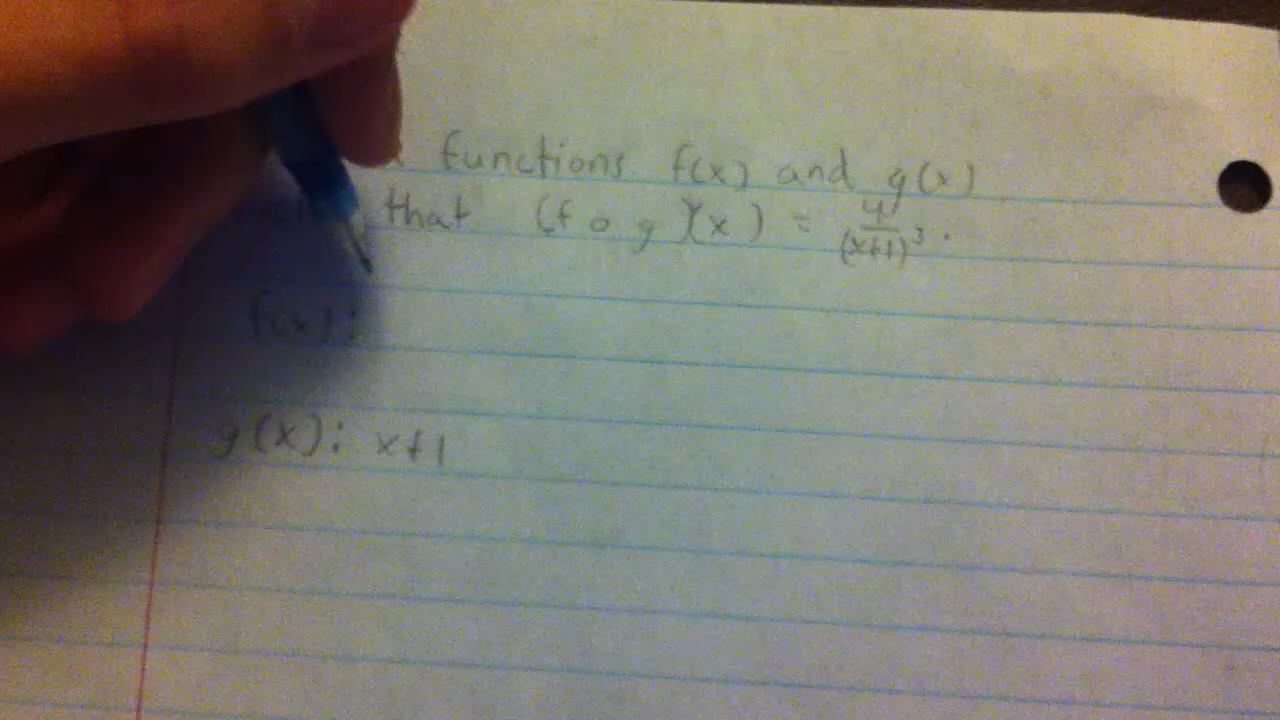 functions f(x) and g(x)
that (f o g)(x) = 4/(x+1)³.
f(x):
g(x): x+1